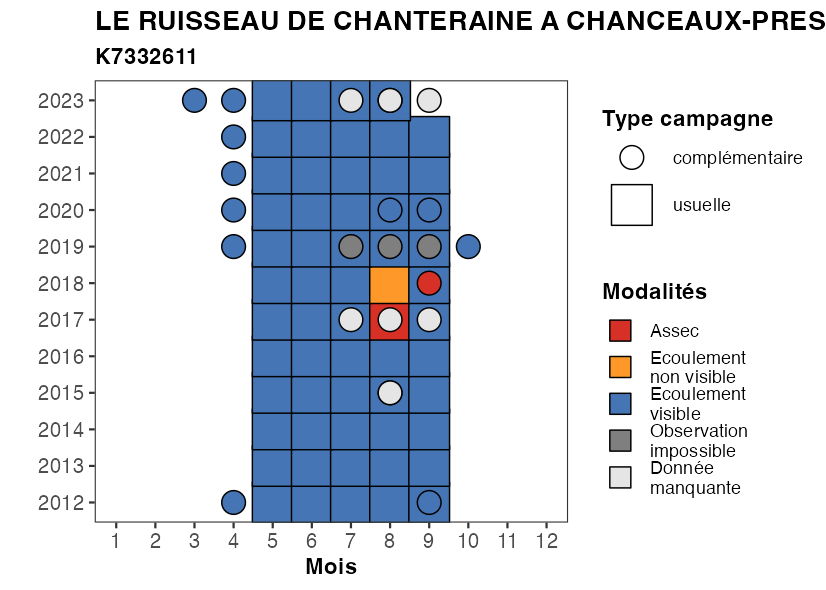 LE RUISSEAU DE CHANTERAINE A CHANCEAUX-PRES
K7332611
2023
2022
2021
2020
2019
2018
2017
2016
2015
2014
2013
2012
1 2 3 4 5 6 7 8 9 10 11 12
Mois
Type campagne
complémentaire
usuelle
Modalités
Assec
Ecoulement
non visible
Ecoulement
visible
Observation
impossible
Donnée
manquante